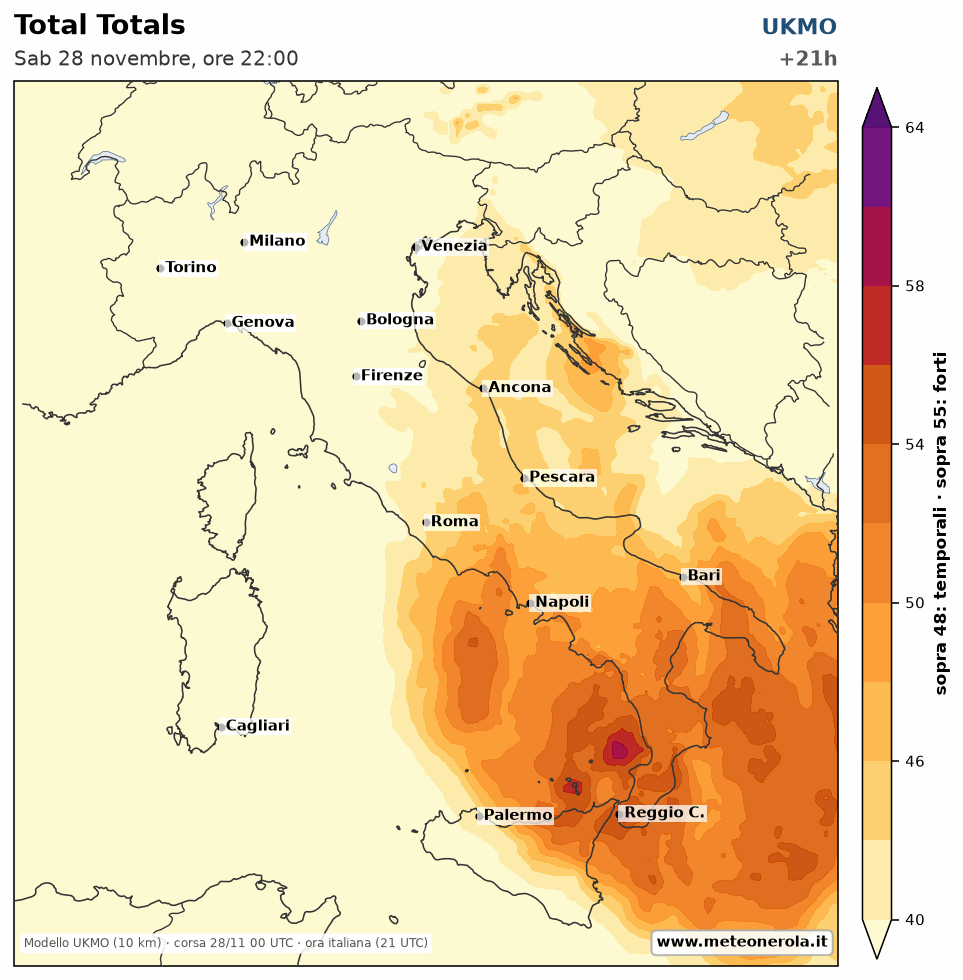 Total Totals
UKMO
Sab 28 novembre, ore 22:00
+21h
64
Milano
Venezia
Torino
58
Genova
Bologna
Firenze
Ancona
54
Pescara
Roma
Bari
50
Napoli
sopra 48: temporali · sopra 55: forti
Cagliari
46
Palermo
Reggio C.
40
Modello UKMO (10 km) · corsa 28/11 00 UTC · ora italiana (21 UTC)
www.meteonerola.it